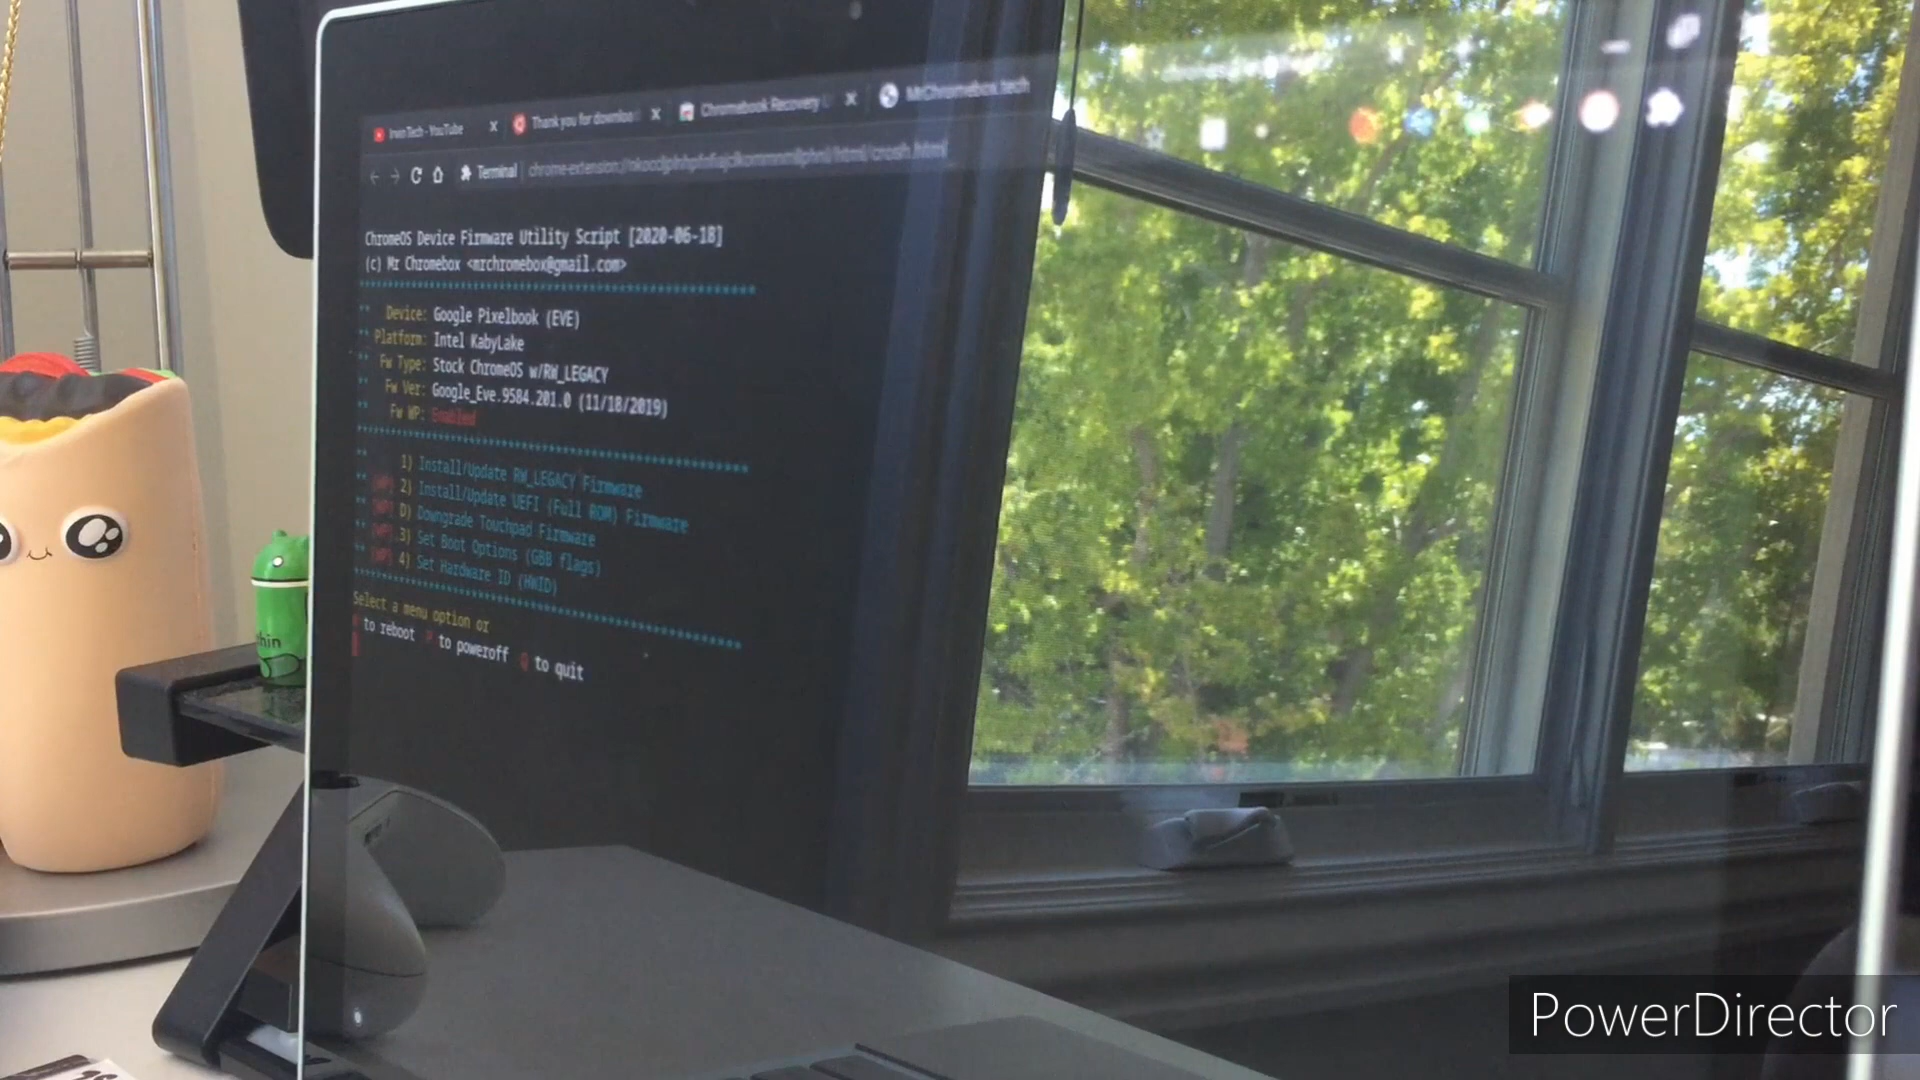 IrwinTech - YouTube
Thank you for downloa
Chromebook Recovery
MrChromebox.tech
Terminal
ChromeOS Device Firmware Utility Script [2020-06-18]
(c) Mr Chromebox <mrchromebox@gmail.com>
********************************************************
** Device: Google Pixelbook (EVE)
** Platform: Intel KabyLake
** Fw Type: Stock ChromeOS w/RW_LEGACY
** Fw Ver: Google_Eve.9584.201.0 (11/18/2019)
** Fw WP: Enabled
********************************************************
** 1) Install/Update RW_LEGACY Firmware
** [WP] 2) Install/Update UEFI (Full ROM) Firmware
** [WP] D) Downgrade Touchpad Firmware
** [WP] 3) Set Boot Options (GBB flags)
** [WP] 4) Set Hardware ID (HWID)
********************************************************
Select a menu option or
to reboot P to poweroff Q to quit
hin
PowerDirector